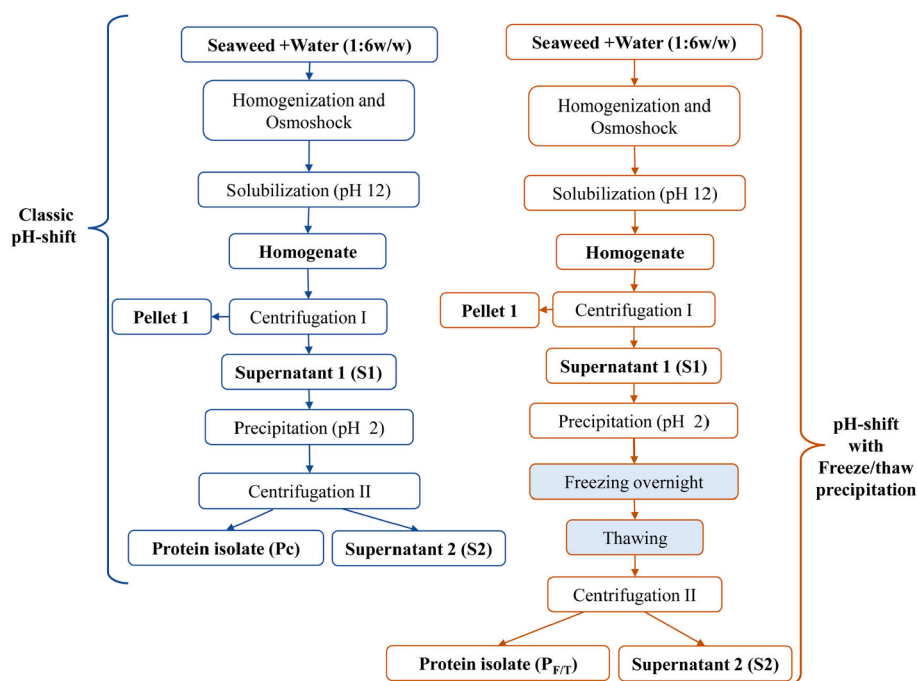 Classic
pH-shift
Seaweed +Water (1:6w/w)
Homogenization and
Osmoshock
Solubilization (pH 12)
Homogenate
Pellet 1
Centrifugation I
Supernatant 1 (S1)
Precipitation (pH 2)
Centrifugation II
Protein isolate (Pc)
Supernatant 2 (S2)
Seaweed +Water (1:6w/w)
Homogenization and
Osmoshock
Solubilization (pH 12)
Homogenate
Pellet 1
Centrifugation I
Supernatant 1 (S1)
Precipitation (pH 2)
Freezing overnight
Thawing
Centrifugation II
Protein isolate (PF/T)
Supernatant 2 (S2)
pH-shift
with
Freeze/thaw
precipitation